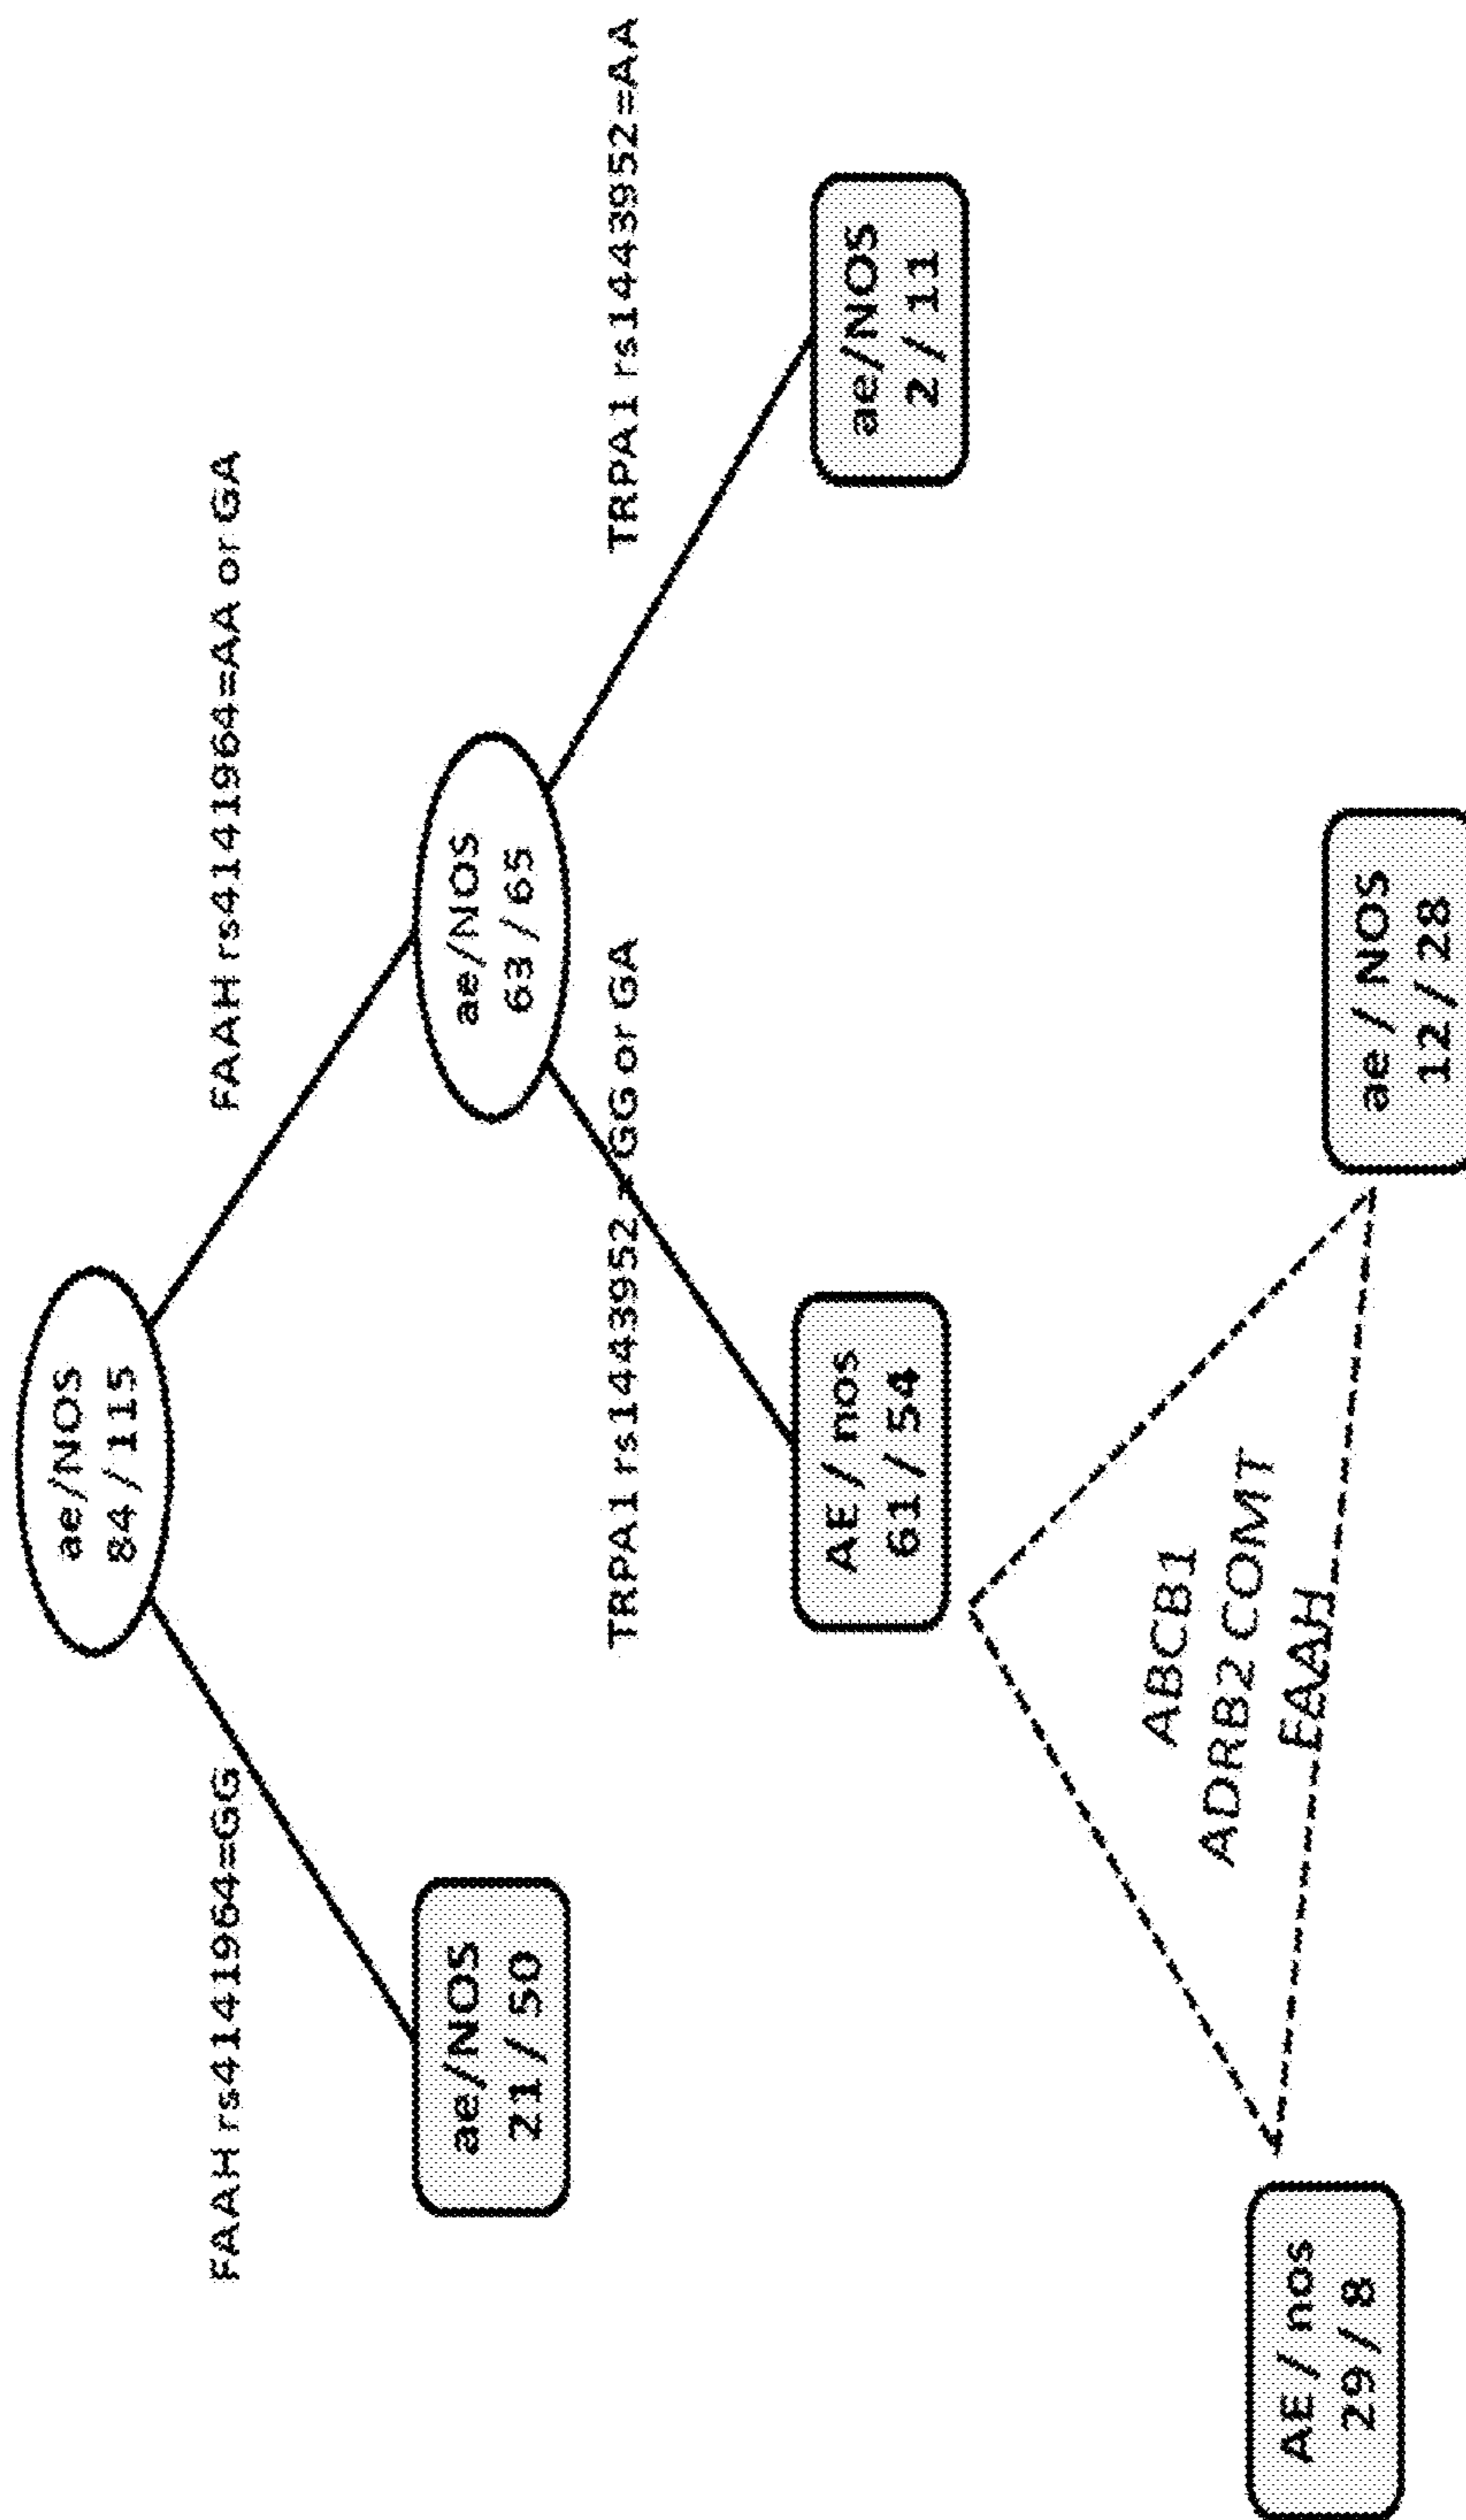 ae/NOS
84 / 115
FAAH rs4141964=GG
FAAH rs4141964=AA or GA
ae/NOS
21 / 50
ae/NOS
63 / 65
TRPA1 rs1443952 = GG or GA
TRPA1 rs1443952=AA
AE / nos
61 / 54
ae/NOS
2 / 11
ABCB1
ADRB2 COMT
FAAH
AE / nos
29 / 8
ae / NOS
12 / 28